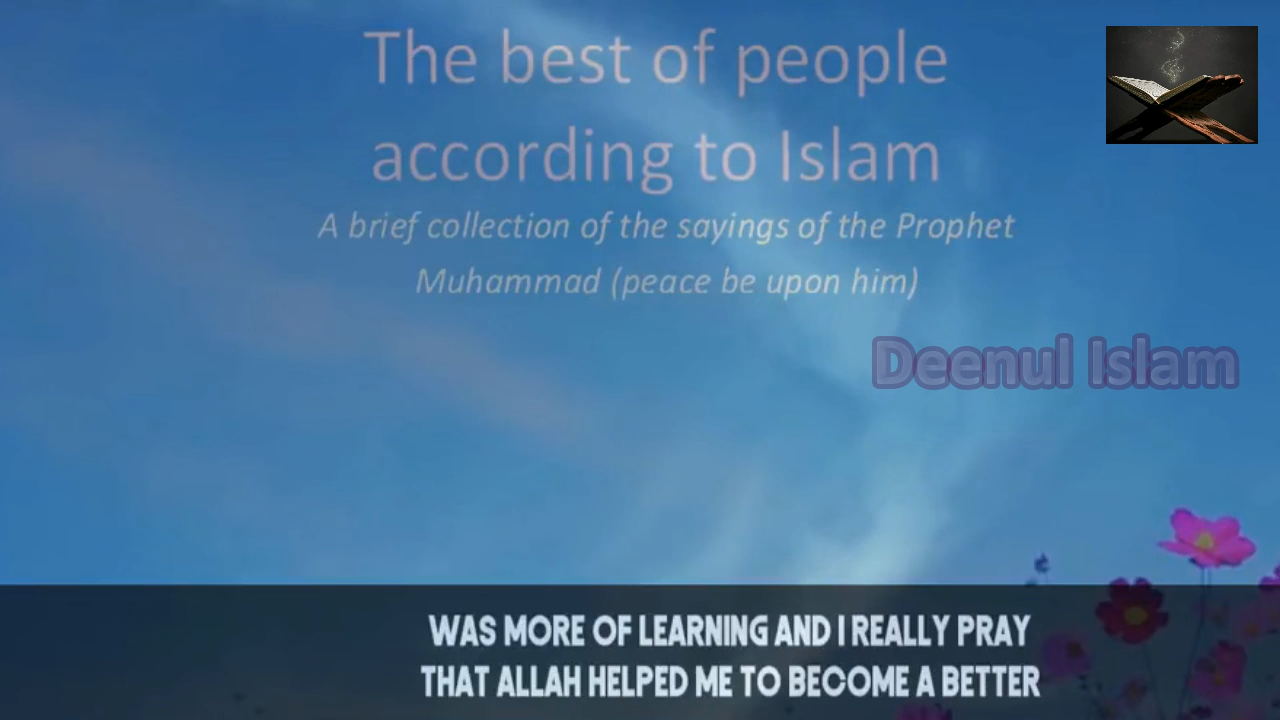 The best of people
according to Islam
A brief collection of the sayings of the Prophet
Muhammad (peace be upon him)
Deenul Islam
WAS MORE OF LEARNING AND I REALLY PRAY
THAT ALLAH HELPED ME TO BECOME A BETTER